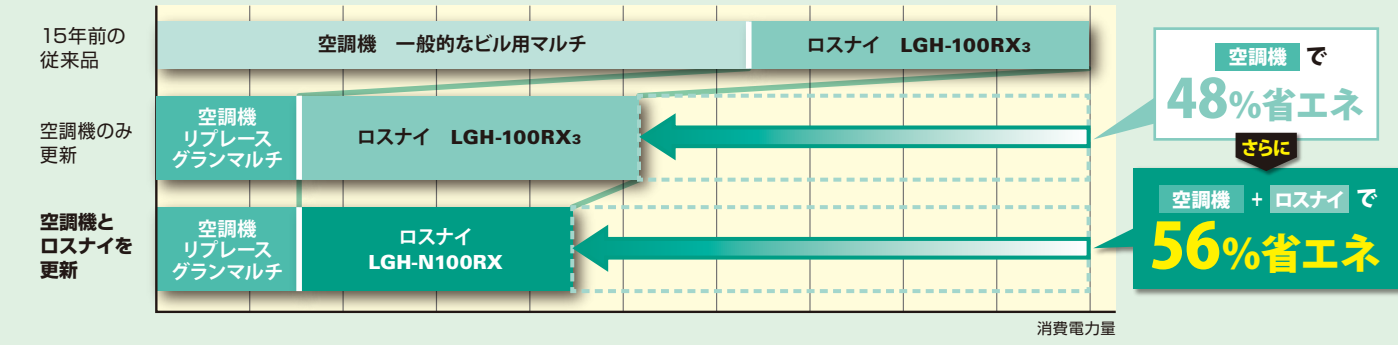 15年前の
従来品
空調機 一般的なビル用マルチ
ロスナイ LGH-100RX3
空調機のみ
更新
空調機
リプレース
グランマルチ
ロスナイ LGH-100RX3
空調機と
ロスナイを
更新
空調機
リプレース
グランマルチ
ロスナイ
LGH-N100RX
消費電力量
空調機 で
48%省エネ
さらに
空調機 + ロスナイ で
56%省エネ